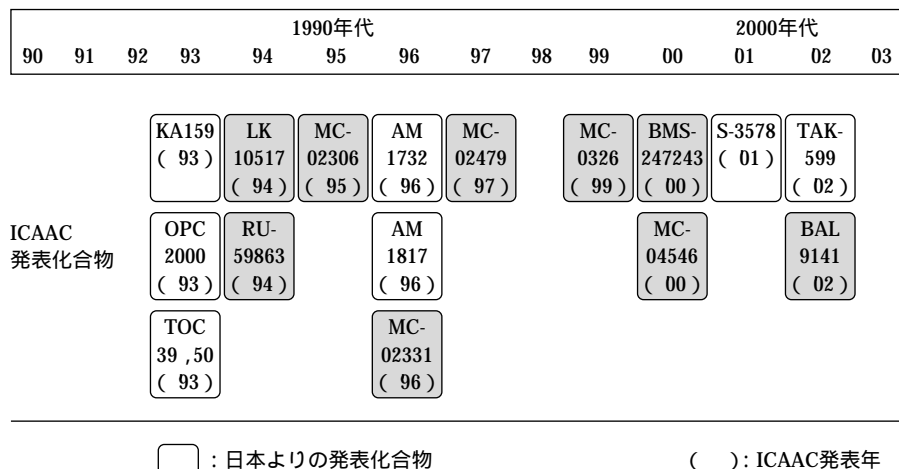 1990年代 2000年代
90 91 92 93 94 95 96 97 98 99 00 01 02 03
KA159
( 93 )
LK
10517
( 94 )
MC-
02306
( 95 )
AM
1732
( 96 )
MC-
02479
( 97 )
MC-
0326
( 99 )
BMS-
247243
( 00 )
S-3578
( 01 )
TAK-
599
( 02 )
ICAAC
発表化合物
OPC
2000
( 93 )
RU-
59863
( 94 )
AM
1817
( 96 )
MC-
04546
( 00 )
BAL
9141
( 02 )
TOC
39 ,50
( 93 )
MC-
02331
( 96 )
: 日本よりの発表化合物
( ): ICAAC発表年